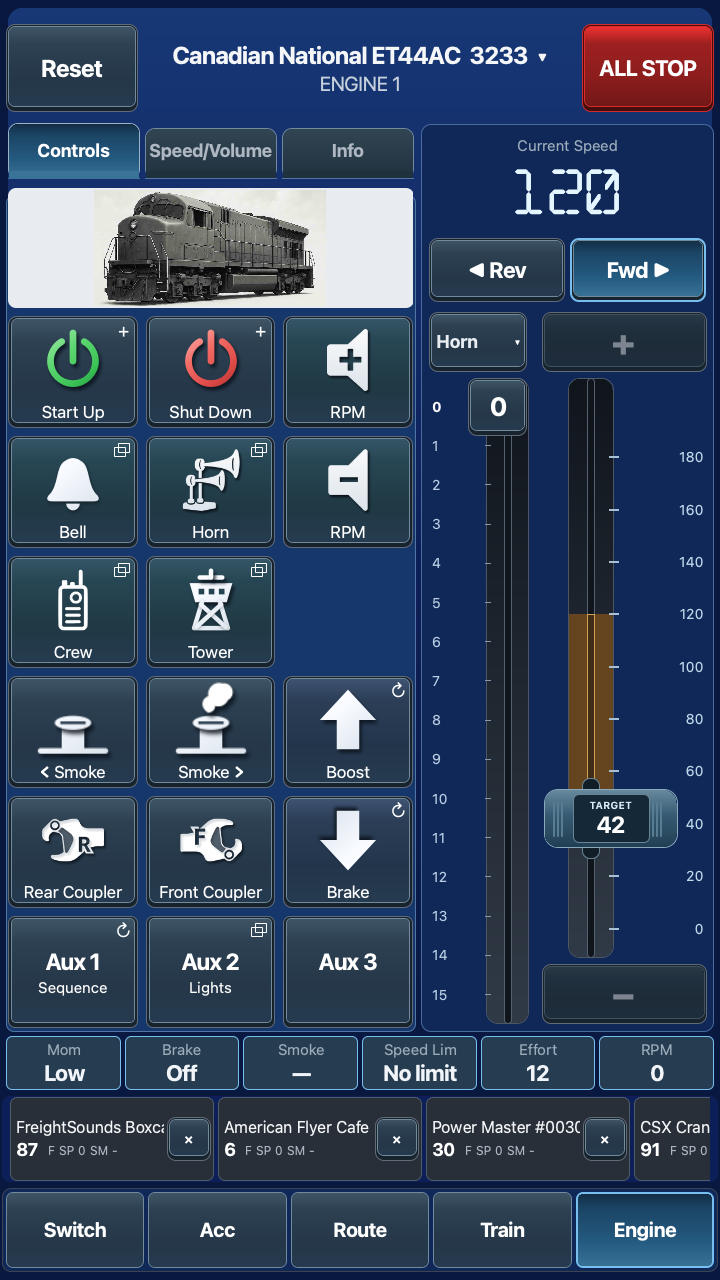 Reset
Canadian National ET44AC 3233 ▾
ENGINE 1
ALL STOP
Controls
Speed/Volume
Info
Current Speed
120
◀ Rev
Fwd ▶
Horn
+
Start Up
Shut Down
RPM
Bell
Horn
RPM
Crew
Tower
< Smoke
Smoke >
Boost
R
Rear Coupler
F
Front Coupler
Brake
Aux 1
Sequence
Aux 2
Lights
Aux 3
0
0
1
2
3
4
5
6
7
8
9
10
11
12
13
14
15
180
160
140
120
100
80
60
40
20
0
TARGET
42
−
Mom
Low
Brake
Off
Smoke
—
Speed Lim
No limit
Effort
12
RPM
0
FreightSounds Boxca
87 F SP 0 SM -
×
American Flyer Cafe
6 F SP 0 SM -
×
Power Master #0030
30 F SP 0 SM -
×
CSX Cran
91 F SP 0
Switch
Acc
Route
Train
Engine